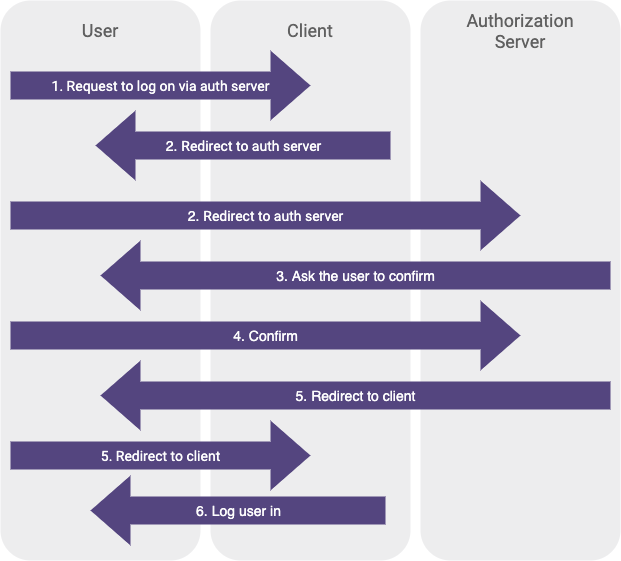 User
Client
Authorization
Server
1. Request to log on via auth server
2. Redirect to auth server
2. Redirect to auth server
3. Ask the user to confirm
4. Confirm
5. Redirect to client
5. Redirect to client
6. Log user in